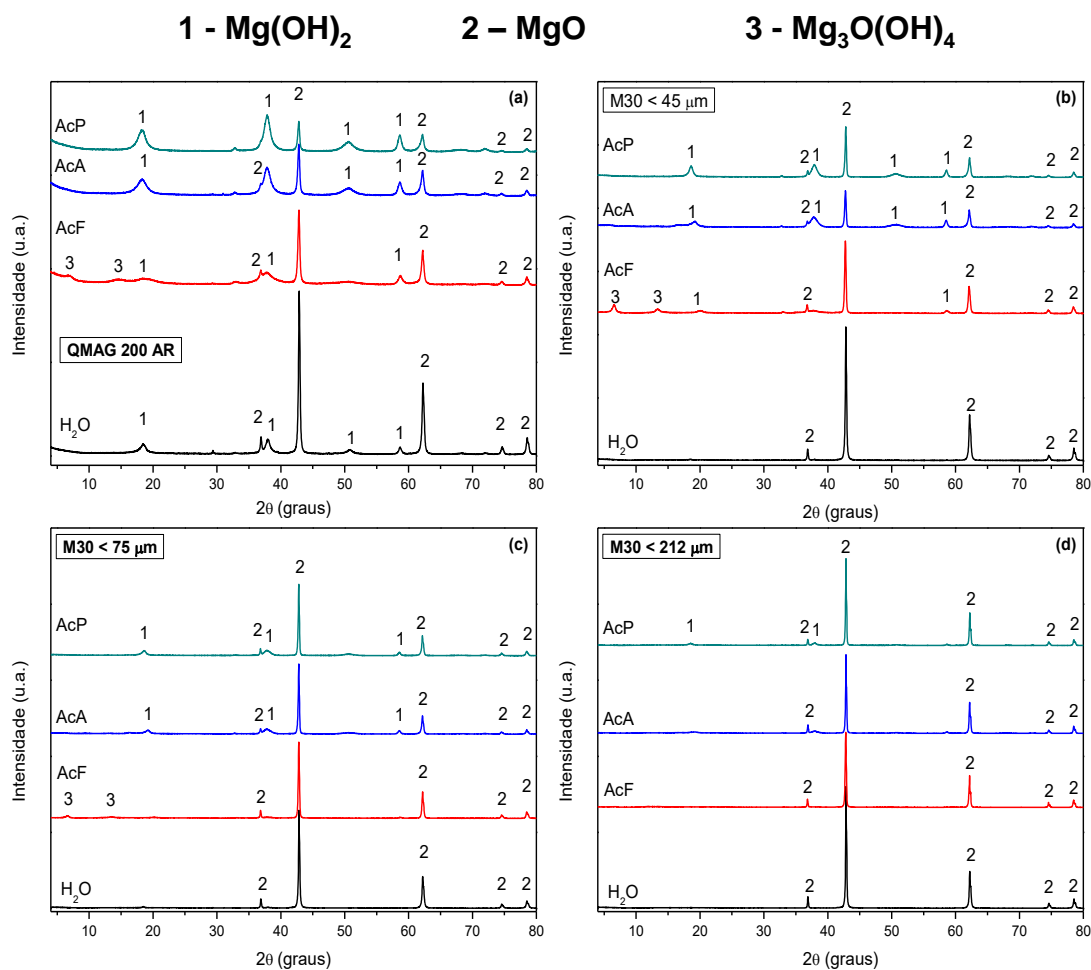 1 - Mg(OH)₂ 2 – MgO 3 - Mg₃O(OH)₄
(a)
Intensidade (u.a.)
AcP
1 1 2 1 1 2 2 2
AcA
1 2 1 1 1 2 2 2
AcF
3 3 1 2 1 1 2 2 2
QMAG 200 AR
H₂O
1 2 1 1 1 2 2 2
10 20 30 40 50 60 70 80
2θ (graus)
M30 < 45 μm (b)
Intensidade (u.a.)
2
AcP
1 2 1 1 1 2 2 2
AcA
1 2 1 1 1 2 2 2
AcF
3 3 1 2 1 2 2 2
2
H₂O
2 2 2
10 20 30 40 50 60 70 80
2θ (graus)
M30 < 75 μm (c)
Intensidade (u.a.)
2
AcP
1 2 1 1 2 2 2
AcA
1 2 1 1 2 2 2
AcF
3 3 2 2 2 2
H₂O
2 2 2 2
10 20 30 40 50 60 70 80
2θ (graus)
M30 < 212 μm (d)
Intensidade (u.a.)
2
AcP
1 2 1 2 2 2
AcA
2 2 2 2
AcF
2 2 2 2
H₂O
2 2 2 2
10 20 30 40 50 60 70 80
2θ (graus)